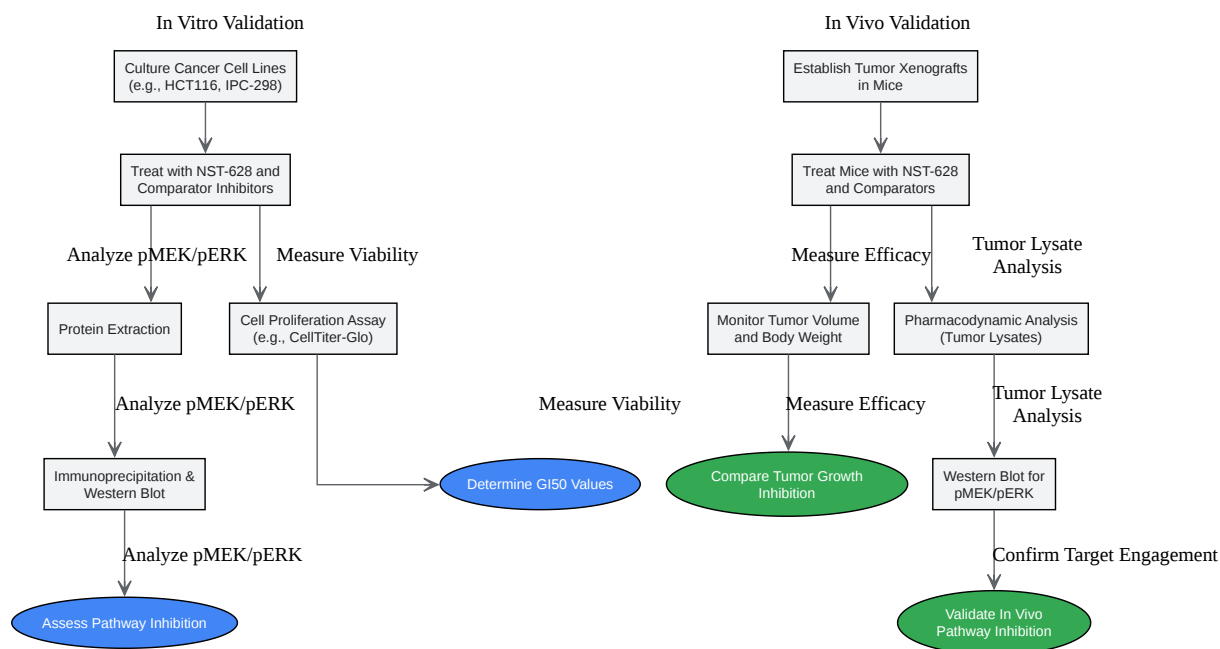 In Vitro Validation
Culture Cancer Cell Lines
(e.g., HCT116, IPC-298)
Treat with NST-628 and
Comparator Inhibitors
Analyze pMEK/pERK
Measure Viability
Protein Extraction
Cell Proliferation Assay
(e.g., CellTiter-Glo)
Analyze pMEK/pERK
Measure Viability
Immunoprecipitation &
Western Blot
Determine GI50 Values
Analyze pMEK/pERK
Assess Pathway Inhibition
In Vivo Validation
Establish Tumor Xenografts
in Mice
Treat Mice with NST-628
and Comparators
Measure Efficacy
Tumor Lysate
Analysis
Monitor Tumor Volume
and Body Weight
Pharmacodynamic Analysis
(Tumor Lysates)
Measure Efficacy
Tumor Lysate
Analysis
Compare Tumor Growth
Inhibition
Western Blot for
pMEK/pERK
Confirm Target Engagement
Validate In Vivo
Pathway Inhibition